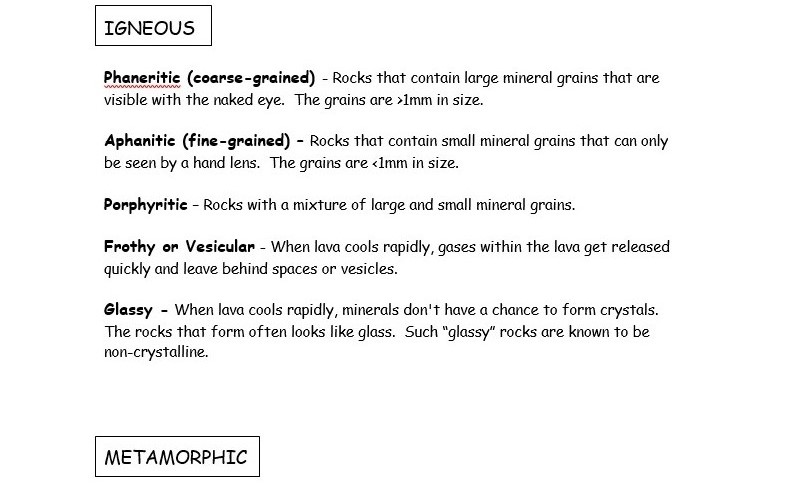 IGNEOUS
Phaneritic (coarse-grained) - Rocks that contain large mineral grains that are
visible with the naked eye. The grains are >1mm in size.
Aphanitic (fine-grained) – Rocks that contain small mineral grains that can only
be seen by a hand lens. The grains are <1mm in size.
Porphyritic – Rocks with a mixture of large and small mineral grains.
Frothy or Vesicular - When lava cools rapidly, gases within the lava get released
quickly and leave behind spaces or vesicles.
Glassy - When lava cools rapidly, minerals don't have a chance to form crystals.
The rocks that form often looks like glass. Such “glassy” rocks are known to be
non-crystalline.
METAMORPHIC